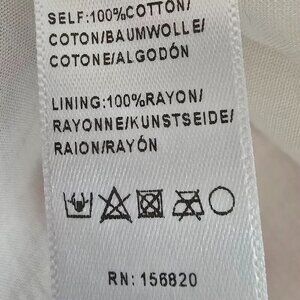 SELF:100%COTTON/
COTON/BAUMWOLLE/
COTONE/ALGODÓN
LINING:100%RAYON/
RAYONNE/KUNSTSEIDE/
RAION/RAYÓN
RN: 156820